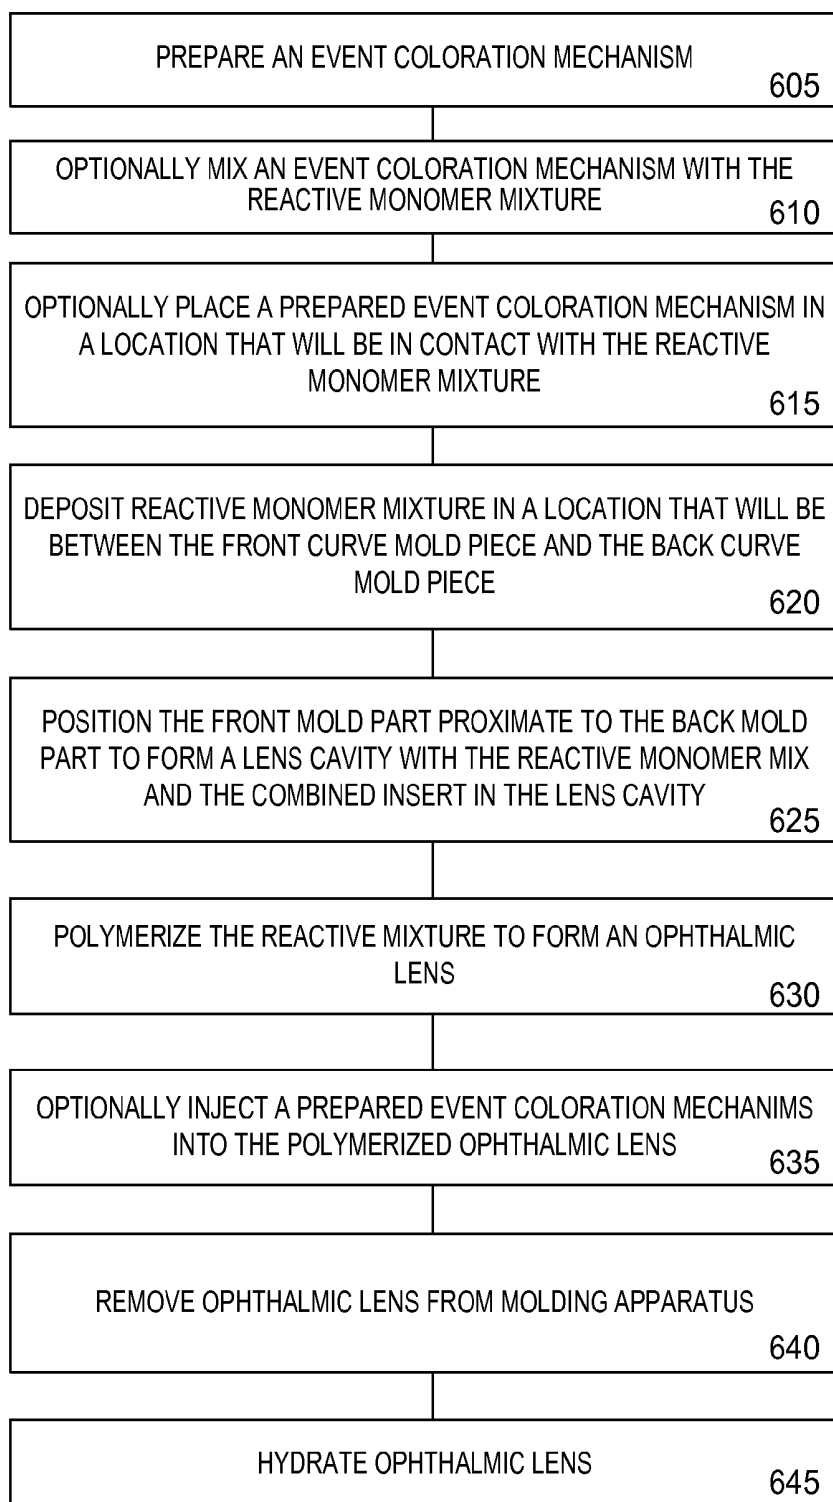 PREPARE AN EVENT COLORATION MECHANISM
605
OPTIONALLY MIX AN EVENT COLORATION MECHANISM WITH THE
REACTIVE MONOMER MIXTURE
610
OPTIONALLY PLACE A PREPARED EVENT COLORATION MECHANISM IN
A LOCATION THAT WILL BE IN CONTACT WITH THE REACTIVE
MONOMER MIXTURE
615
DEPOSIT REACTIVE MONOMER MIXTURE IN A LOCATION THAT WILL BE
BETWEEN THE FRONT CURVE MOLD PIECE AND THE BACK CURVE
MOLD PIECE
620
POSITION THE FRONT MOLD PART PROXIMATE TO THE BACK MOLD
PART TO FORM A LENS CAVITY WITH THE REACTIVE MONOMER MIX
AND THE COMBINED INSERT IN THE LENS CAVITY
625
POLYMERIZE THE REACTIVE MIXTURE TO FORM AN OPHTHALMIC
LENS
630
OPTIONALLY INJECT A PREPARED EVENT COLORATION MECHANIMS
INTO THE POLYMERIZED OPHTHALMIC LENS
635
REMOVE OPHTHALMIC LENS FROM MOLDING APPARATUS
640
HYDRATE OPHTHALMIC LENS
645